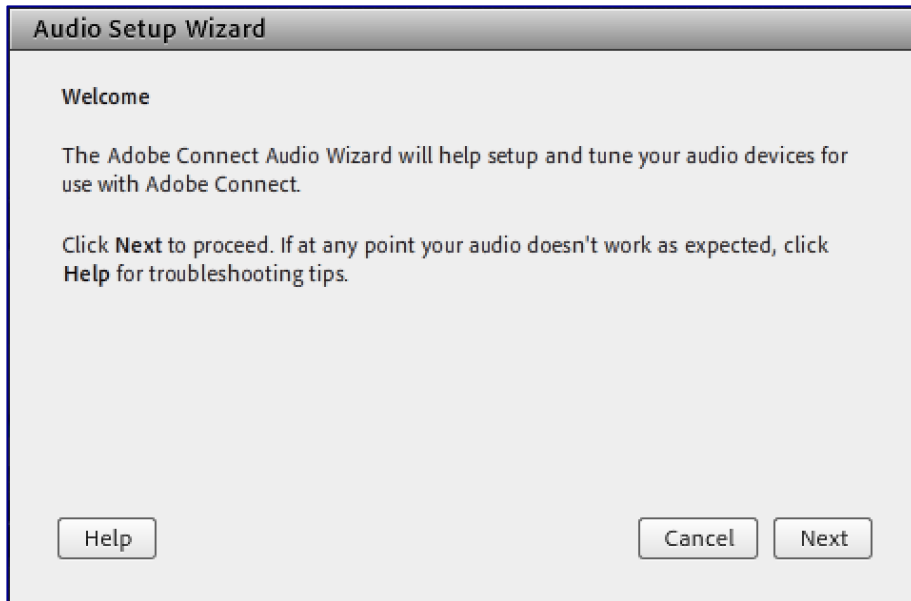 Audio Setup Wizard
Welcome
The Adobe Connect Audio Wizard will help setup and tune your audio devices for
use with Adobe Connect.
Click Next to proceed. If at any point your audio doesn't work as expected, click
Help for troubleshooting tips.
Help
Cancel
Next